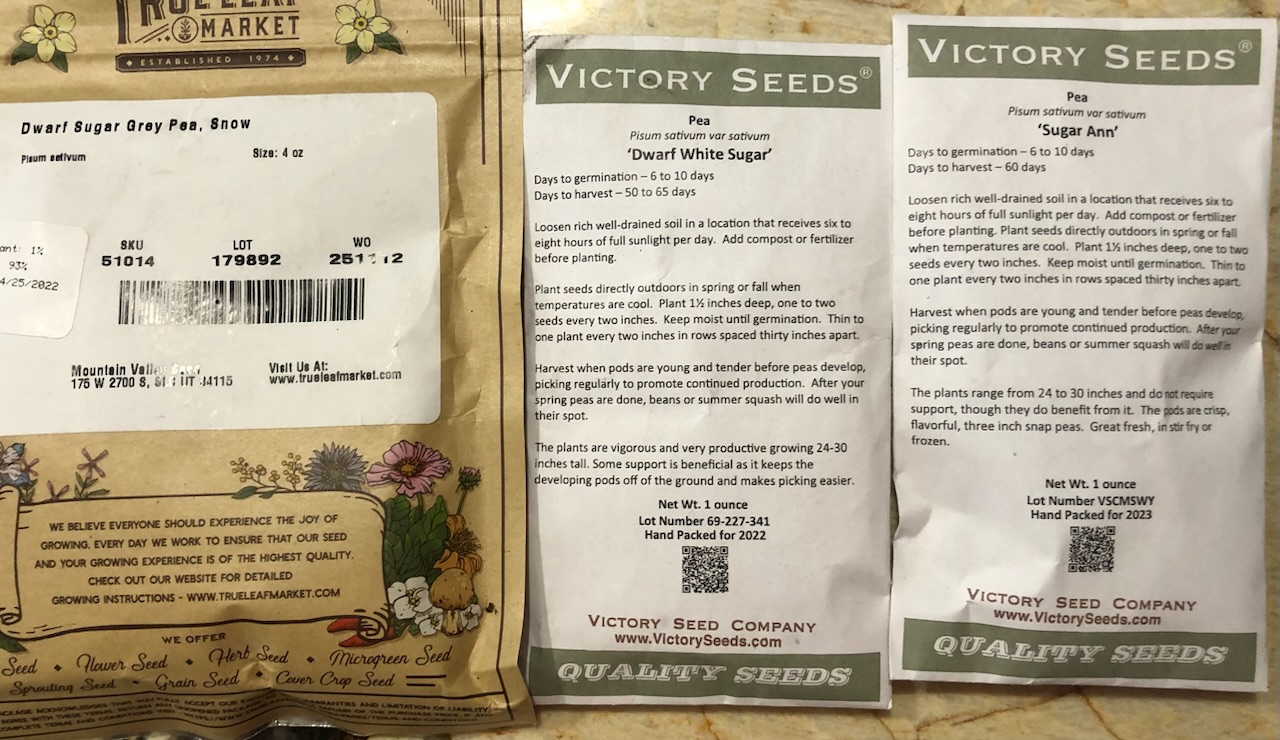 TRUE LEAF
MARKET
ESTABLISHED 1974
Dwarf Sugar Grey Pea, Snow
Pisum sativum
Size: 4 oz
ant: 1%
93%
4/25/2022
SKU
51014
LOT
179892
WO
Mountain Valley Seed
175 W 2700 S,
Visit Us At:
www.trueleafmarket.com
WE BELIEVE EVERYONE SHOULD EXPERIENCE THE JOY OF
GROWING. EVERY DAY WE WORK TO ENSURE THAT OUR SEED
AND YOUR GROWING EXPERIENCE IS OF THE HIGHEST QUALITY.
CHECK OUT OUR WEBSITE FOR DETAILED
GROWING INSTRUCTIONS - WWW.TRUELEAFMARKET.COM
WE OFFER
Seed ◆ Flower Seed ◆ Herb Seed ◆ Microgreen Seed
Sprouting Seed ◆ Grain Seed ◆ Cover Crop Seed
VICTORY SEEDS®
Pea
Pisum sativum var sativum
‘Dwarf White Sugar’
Days to germination – 6 to 10 days
Days to harvest – 50 to 65 days
Loosen rich well-drained soil in a location that receives six to
eight hours of full sunlight per day. Add compost or fertilizer
before planting.
Plant seeds directly outdoors in spring or fall when
temperatures are cool. Plant 1½ inches deep, one to two
seeds every two inches. Keep moist until germination. Thin to
one plant every two inches in rows spaced thirty inches apart.
Harvest when pods are young and tender before peas develop,
picking regularly to promote continued production. After your
spring peas are done, beans or summer squash will do well in
their spot.
The plants are vigorous and very productive growing 24-30
inches tall. Some support is beneficial as it keeps the
developing pods off of the ground and makes picking easier.
Net Wt. 1 ounce
Lot Number 69-227-341
Hand Packed for 2022
VICTORY SEED COMPANY
www.VictorySeeds.com
QUALITY SEEDS
VICTORY SEEDS®
Pea
Pisum sativum var sativum
‘Sugar Ann’
Days to germination – 6 to 10 days
Days to harvest – 60 days
Loosen rich well-drained soil in a location that receives six to
eight hours of full sunlight per day. Add compost or fertilizer
before planting. Plant seeds directly outdoors in spring or fall
when temperatures are cool. Plant 1½ inches deep, one to two
seeds every two inches. Keep moist until germination. Thin to
one plant every two inches in rows spaced thirty inches apart.
Harvest when pods are young and tender before peas develop,
picking regularly to promote continued production. After your
spring peas are done, beans or summer squash will do well in
their spot.
The plants range from 24 to 30 inches and do not require
support, though they do benefit from it. The pods are crisp,
flavorful, three inch snap peas. Great fresh, in stir fry or
frozen.
Net Wt. 1 ounce
Lot Number VSCMSWY
Hand Packed for 2023
VICTORY SEED COMPANY
www.VictorySeeds.com
QUALITY SEEDS